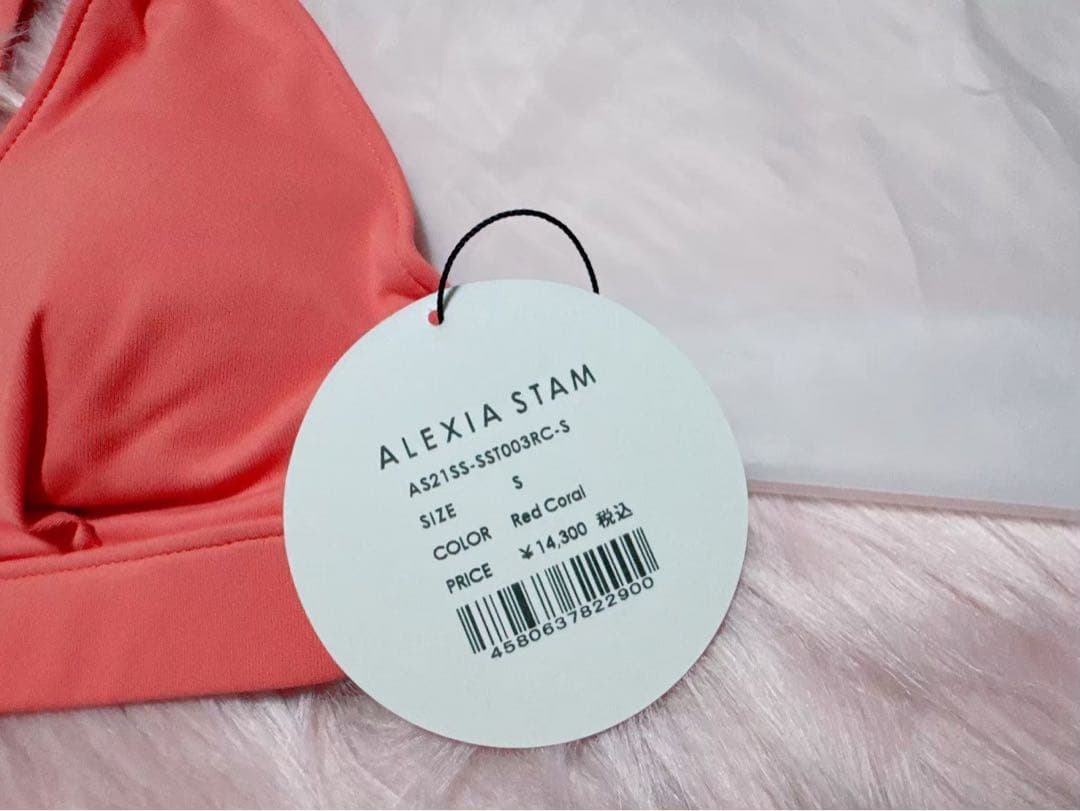 ALEXIA STAM
AS21SS-SST003RC-S
SIZE S
COLOR Red Coral
PRICE ¥14,300 税込
4580637822900